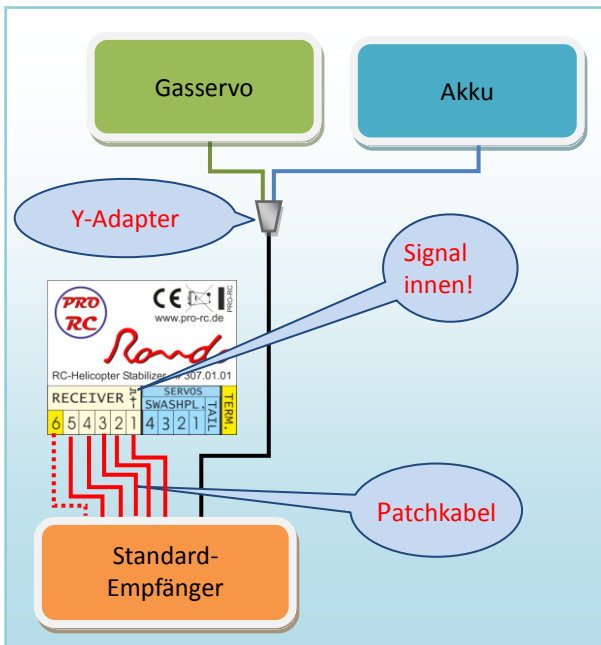 Gasservo
Akku
Y-Adapter
Signal
innen!
PRO
RC
CE
PRO-RC
www.pro-rc.de
Rondo
RC-Helicopter Stabilizer # 307.01.01
RECEIVER
+-
SERVOS
SWASHPL.
TAIL
TERM.
6 5 4 3 2 1
4 3 2 1
Patchkabel
Standard-
Empfänger